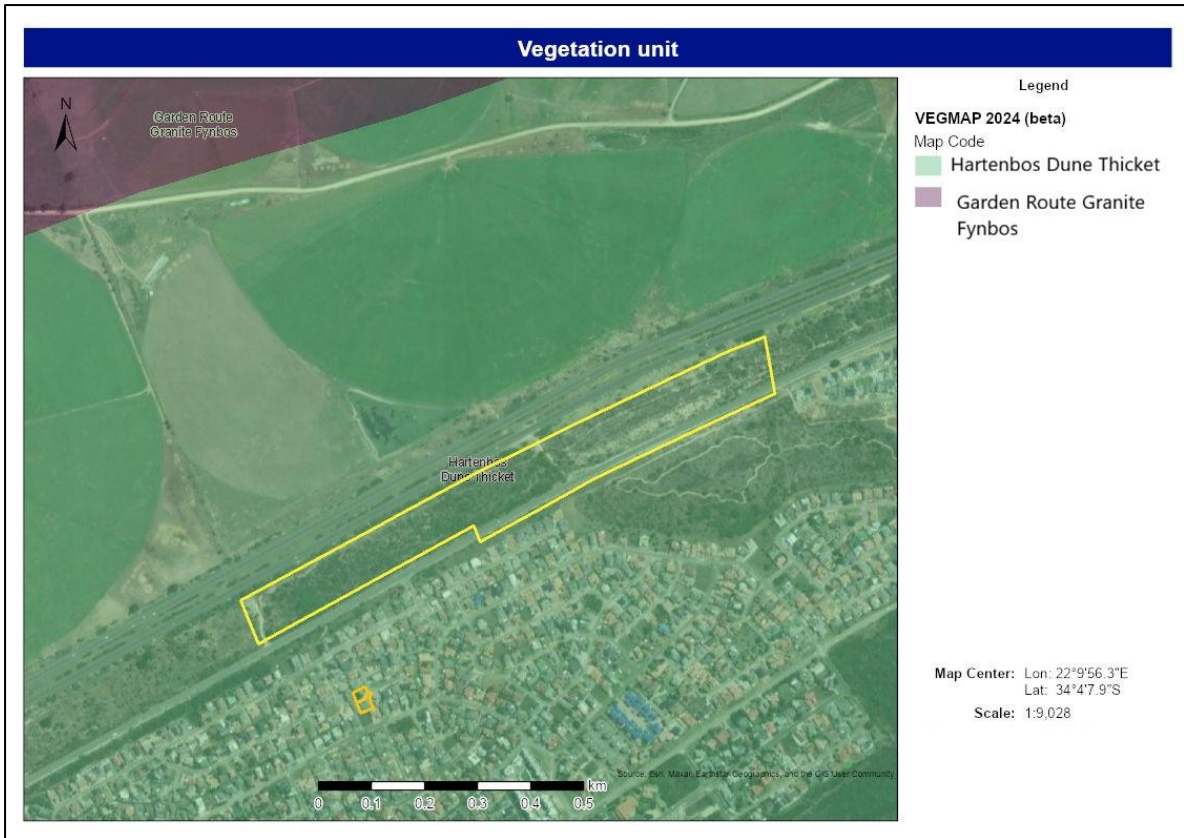 Vegetation unit
N
Garden Route
Granite Fynbos
Hartenbos
Dune Thicket
Legend
VEGMAP 2024 (beta)
Map Code
Hartenbos Dune Thicket
Garden Route Granite
Fynbos
Map Center: Lon: 22°9'56.3"E
Lat: 34°4'7.9"S
Scale: 1:9,028
km
0 0.1 0.2 0.3 0.4 0.5
Source: Esri, Maxar, Earthstar Geographics, and the GIS User Community